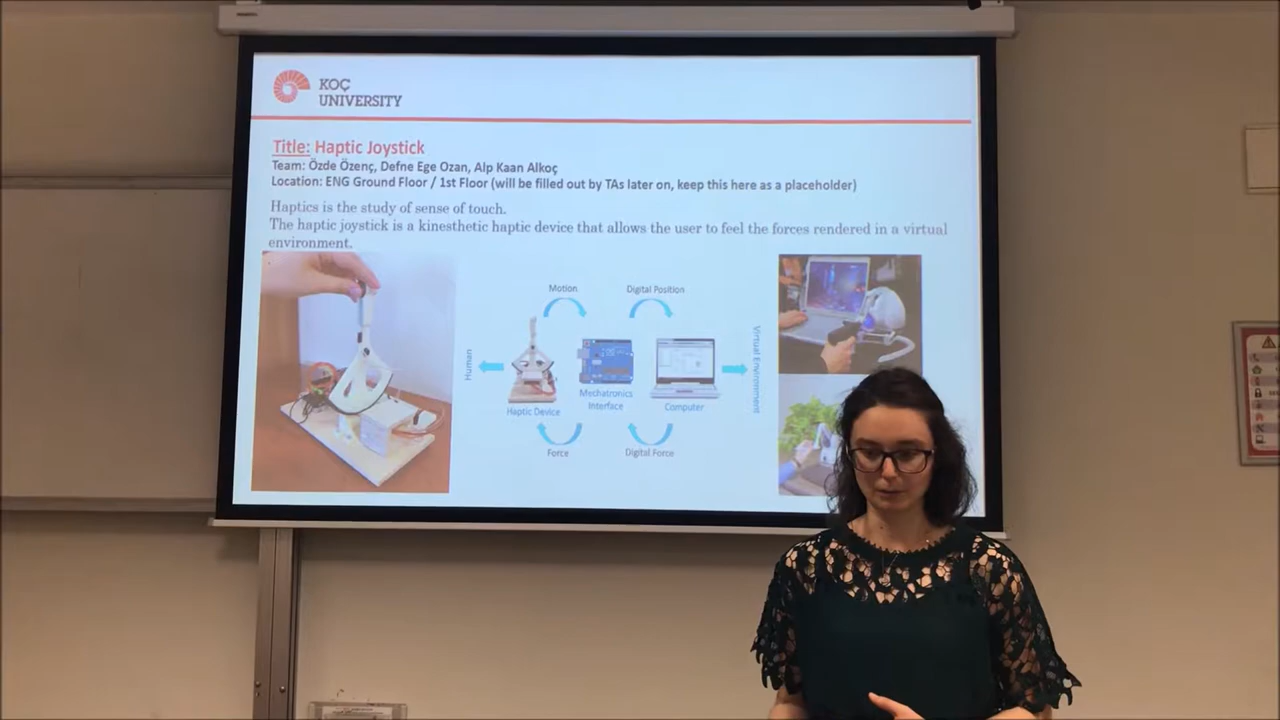 KOÇ
UNIVERSITY
Title: Haptic Joystick
Team: Özde Özenç, Defne Ege Ozan, Alp Kaan Alkoç
Location: ENG Ground Floor / 1st Floor (will be filled out by TAs later on, keep this here as a placeholder)
Haptics is the study of sense of touch.
The haptic joystick is a kinesthetic haptic device that allows the user to feel the forces rendered in a virtual
environment.
Motion
Digital Position
Human
Haptic Device
Mechatronics
Interface
Computer
Virtual Environment
Force
Digital Force